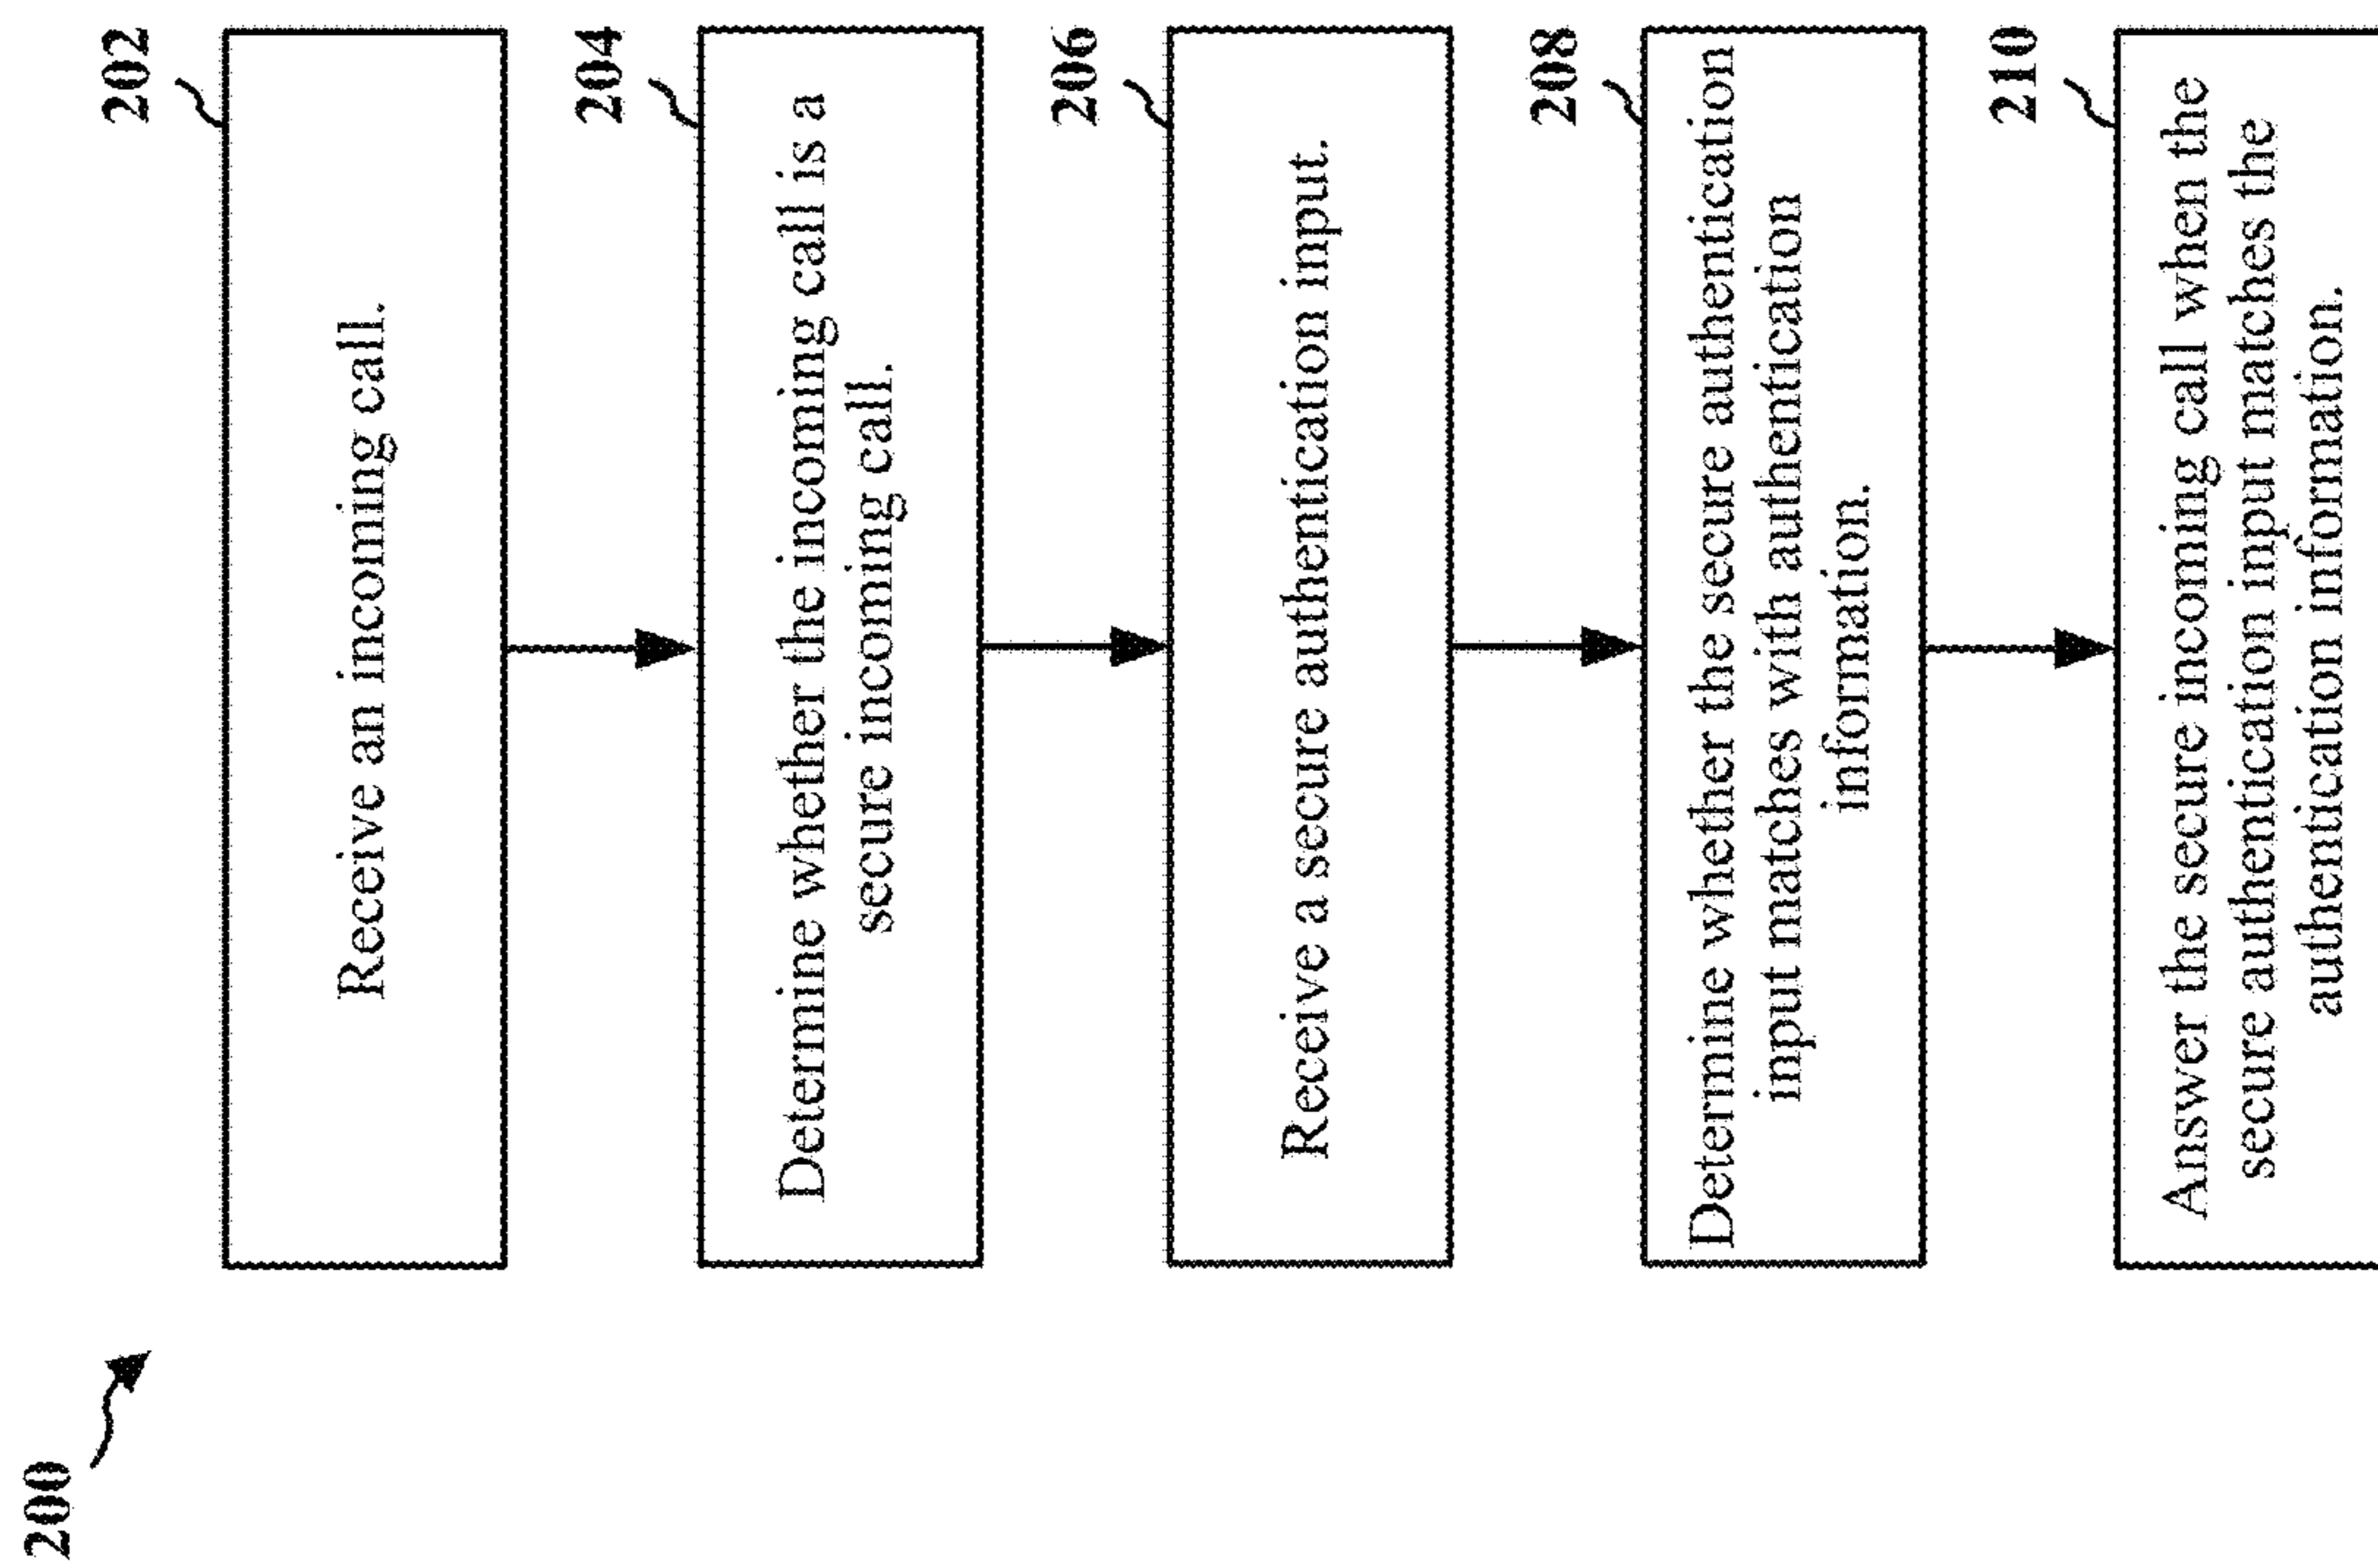 200
202
Receive an incoming call.
204
Determine whether the incoming call is a
secure incoming call.
206
Receive a secure authentication input.
208
Determine whether the secure authentication
input matches with authentication
information.
210
Answer the secure incoming call when the
secure authentication input matches the
authentication information.